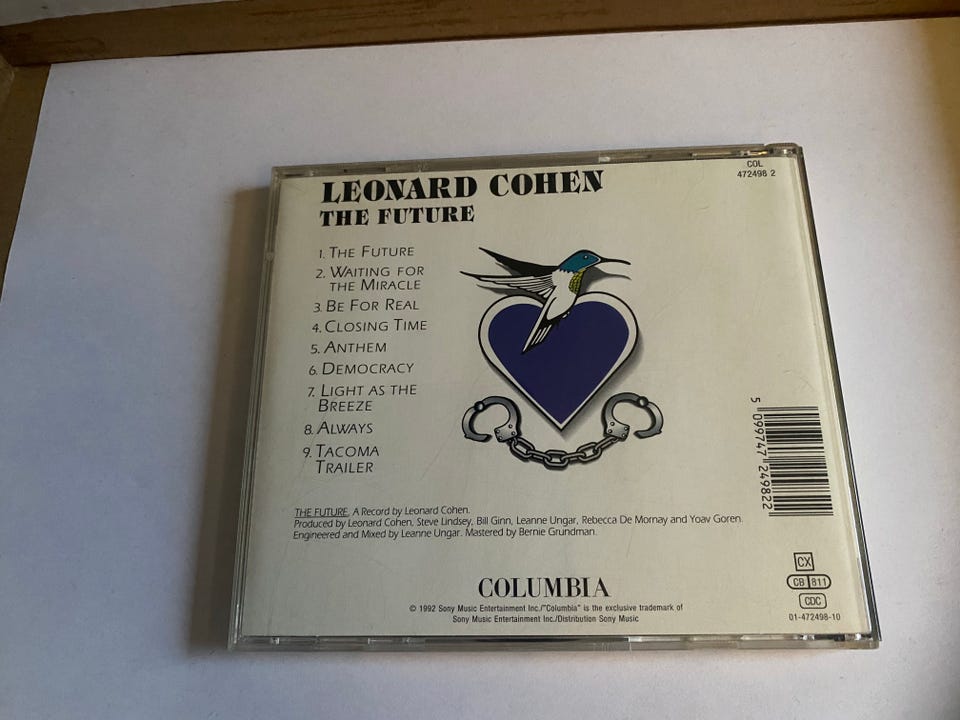 COL
472498 2
LEONARD COHEN
THE FUTURE
1. THE FUTURE
2. WAITING FOR
THE MIRACLE
3. BE FOR REAL
4. CLOSING TIME
5. ANTHEM
6. DEMOCRACY
7. LIGHT AS THE
BREEZE
8. ALWAYS
9. TACOMA
TRAILER
5 099747 249822
THE FUTURE, A Record by Leonard Cohen.
Produced by Leonard Cohen, Steve Lindsey, Bill Ginn, Leanne Ungar, Rebecca De Mornay and Yoav Goren.
Engineered and Mixed by Leanne Ungar. Mastered by Bernie Grundman.
CX
CB 811
CDC
01-472498-10
COLUMBIA
© 1992 Sony Music Entertainment Inc./"Columbia" is the exclusive trademark of
Sony Music Entertainment Inc./Distribution Sony Music